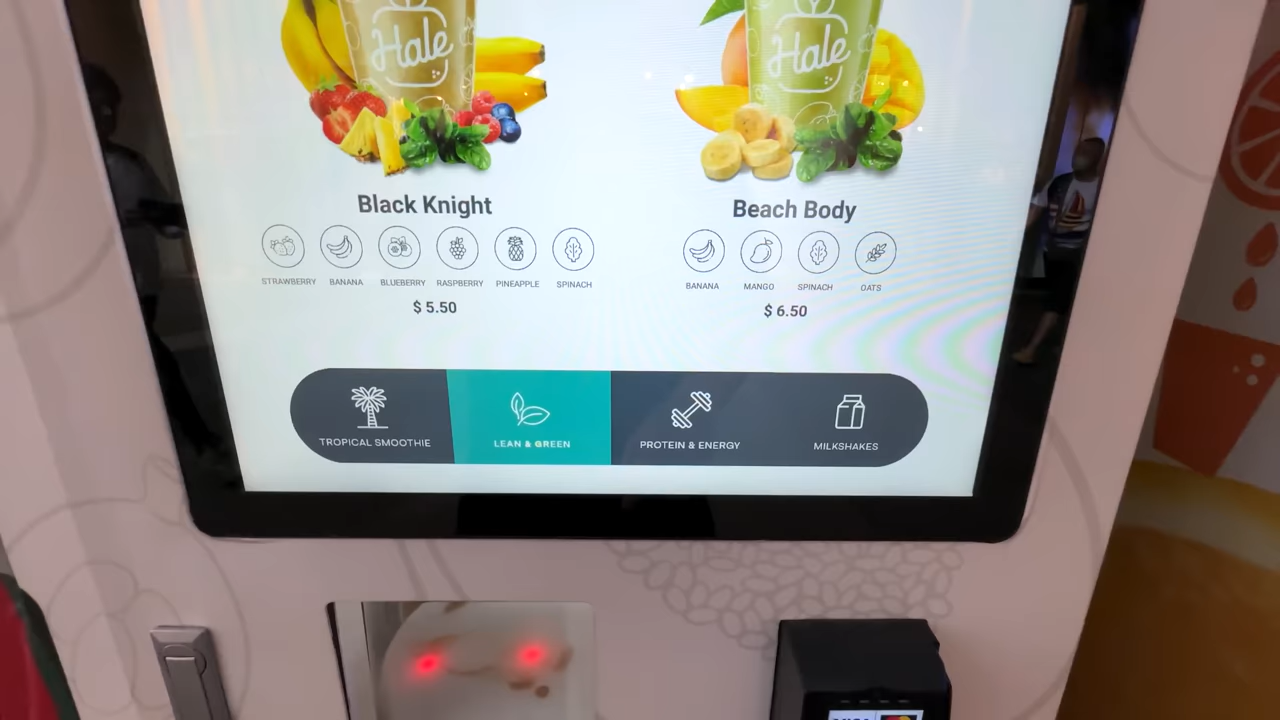 Hale
Hale
Black Knight
STRAWBERRY BANANA BLUEBERRY RASPBERRY PINEAPPLE SPINACH
$ 5.50
Beach Body
BANANA MANGO SPINACH OATS
$ 6.50
TROPICAL SMOOTHIE
LEAN & GREEN
PROTEIN & ENERGY
MILKSHAKES